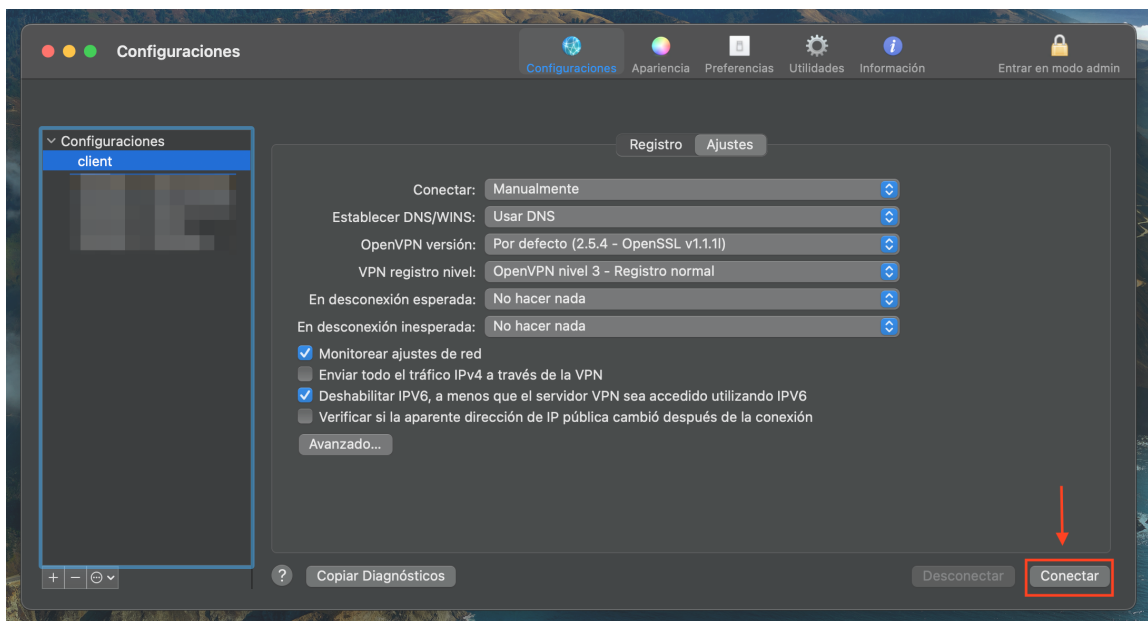 Configuraciones
Configuraciones Apariencia Preferencias Utilidades Información Entrar en modo admin
Configuraciones
client
Registro Ajustes
Conectar: Manualmente
Establecer DNS/WINS: Usar DNS
OpenVPN versión: Por defecto (2.5.4 - OpenSSL v1.1.1l)
VPN registro nivel: OpenVPN nivel 3 - Registro normal
En desconexión esperada: No hacer nada
En desconexión inesperada: No hacer nada
Monitorear ajustes de red
Enviar todo el tráfico IPv4 a través de la VPN
Deshabilitar IPV6, a menos que el servidor VPN sea accedido utilizando IPV6
Verificar si la aparente dirección de IP pública cambió después de la conexión
Avanzado...
? Copiar Diagnósticos Desconectar Conectar